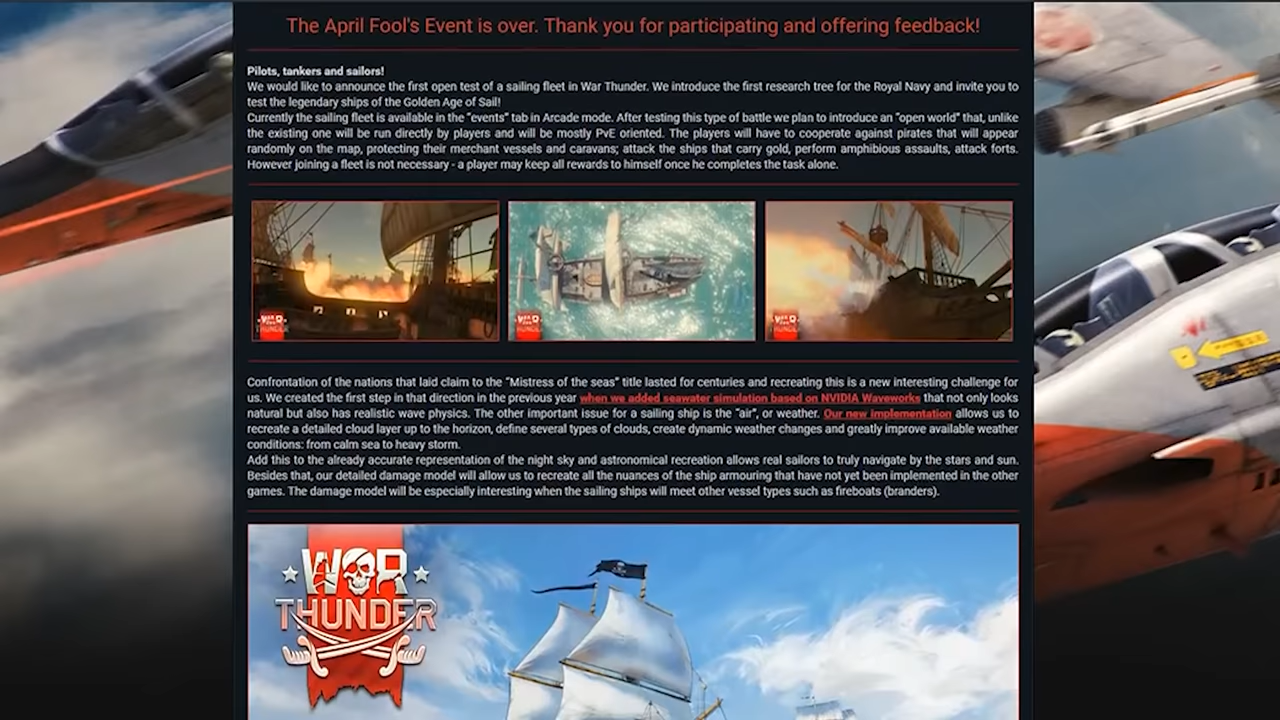 The April Fool's Event is over. Thank you for participating and offering feedback!
Pilots, tankers and sailors!
We would like to announce the first open test of a sailing fleet in War Thunder. We introduce the first research tree for the Royal Navy and invite you to
test the legendary ships of the Golden Age of Sail!
Currently the sailing fleet is available in the "events" tab in Arcade mode. After testing this type of battle we plan to introduce an "open world" that, unlike
the existing one will be run directly by players and will be mostly PvE oriented. The players will have to cooperate against pirates that will appear
randomly on the map, protecting their merchant vessels and caravans; attack the ships that carry gold, perform amphibious assaults, attack forts.
However joining a fleet is not necessary - a player may keep all rewards to himself once he completes the task alone.
WAR THUNDER
WAR THUNDER
WAR THUNDER
Confrontation of the nations that laid claim to the "Mistress of the seas" title lasted for centuries and recreating this is a new interesting challenge for
us. We created the first step in that direction in the previous year when we added seawater simulation based on NVIDIA Waveworks that not only looks
natural but also has realistic wave physics. The other important issue for a sailing ship is the "air", or weather. Our new implementation allows us to
recreate a detailed cloud layer up to the horizon, define several types of clouds, create dynamic weather changes and greatly improve available weather
conditions: from calm sea to heavy storm.
Add this to the already accurate representation of the night sky and astronomical recreation allows real sailors to truly navigate by the stars and sun.
Besides that, our detailed damage model will allow us to recreate all the nuances of the ship armouring that have not yet been implemented in the other
games. The damage model will be especially interesting when the sailing ships will meet other vessel types such as fireboats (branders).
WAR
THUNDER